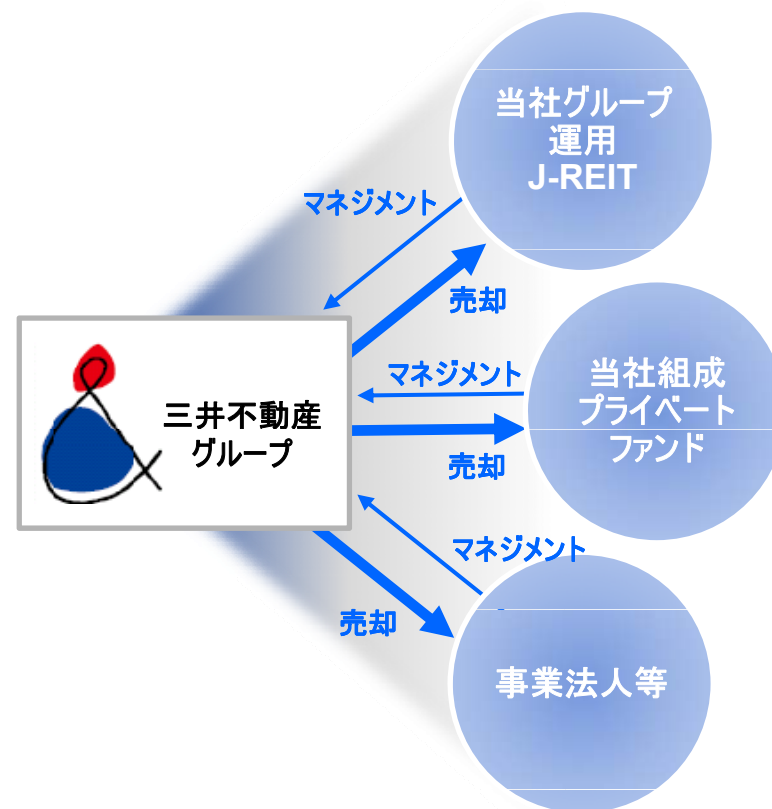 当社グループ
運用
J-REIT
マネジメント
売却
マネジメント
当社組成
プライベート
ファンド
三井不動産
グループ
売却
マネジメント
売却
事業法人等